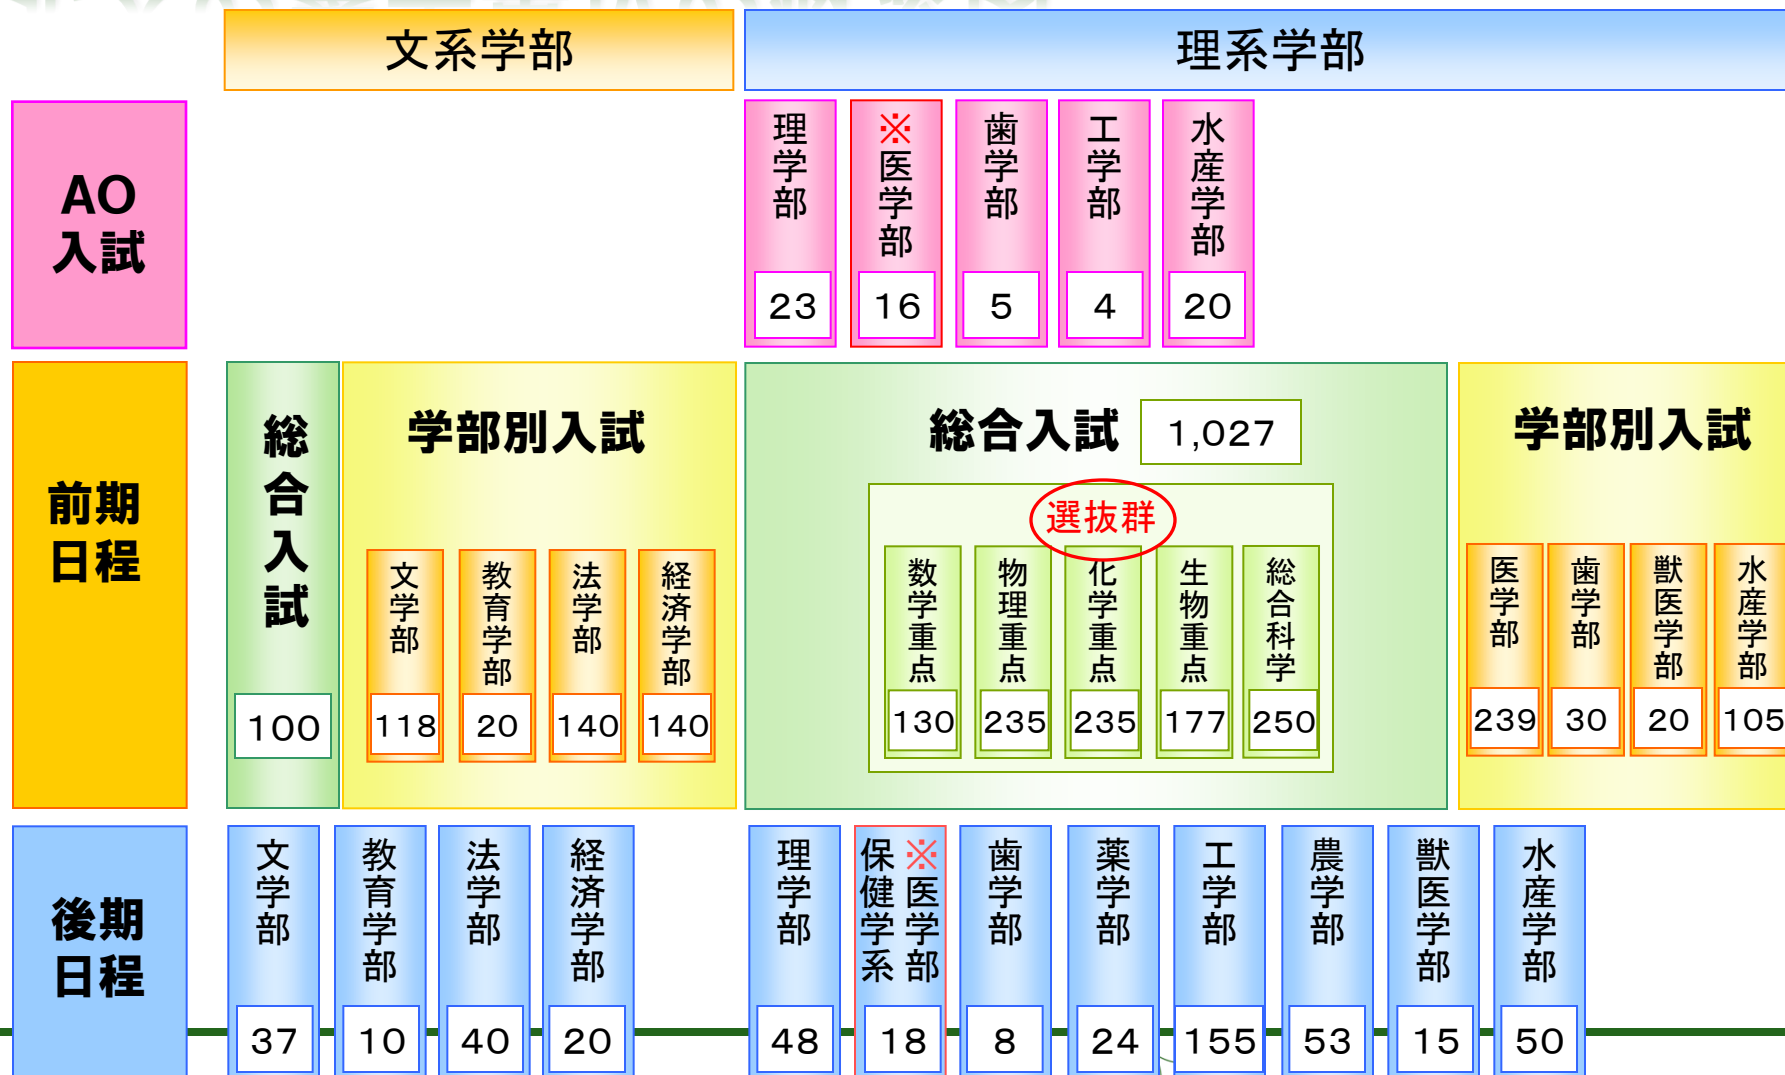 文系学部
理系学部
AO
入試
理学部
23
※医学部
16
歯学部
5
工学部
4
水産学部
20
前期
日程
総合入試
100
学部別入試
文学部
118
教育学部
20
法学部
140
経済学部
140
総合入試
1,027
選抜群
数学重点
130
物理重点
235
化学重点
235
生物重点
177
総合科学
250
学部別入試
医学部
239
歯学部
30
獣医学部
20
水産学部
105
後期
日程
文学部
37
教育学部
10
法学部
40
経済学部
20
理学部
48
※医学部
保健学系
18
歯学部
8
薬学部
24
工学部
155
農学部
53
獣医学部
15
水産学部
50